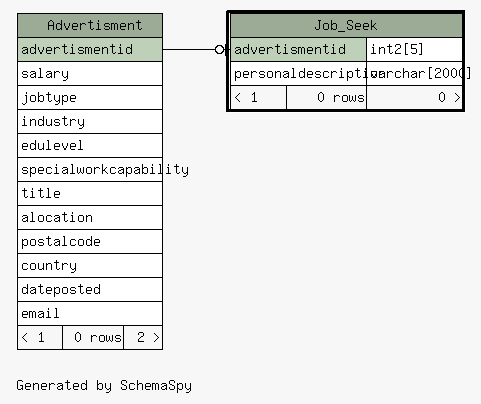 Advertisment
advertismentid
salary
jobtype
industry
edulevel
specialworkcapability
title
alocation
postalcode
country
dateposted
email
< 1 0 rows 2 >
Job_Seek
advertismentid int2[5]
personaldescription varchar[2000]
< 1 0 rows 0 >
Generated by SchemaSpy